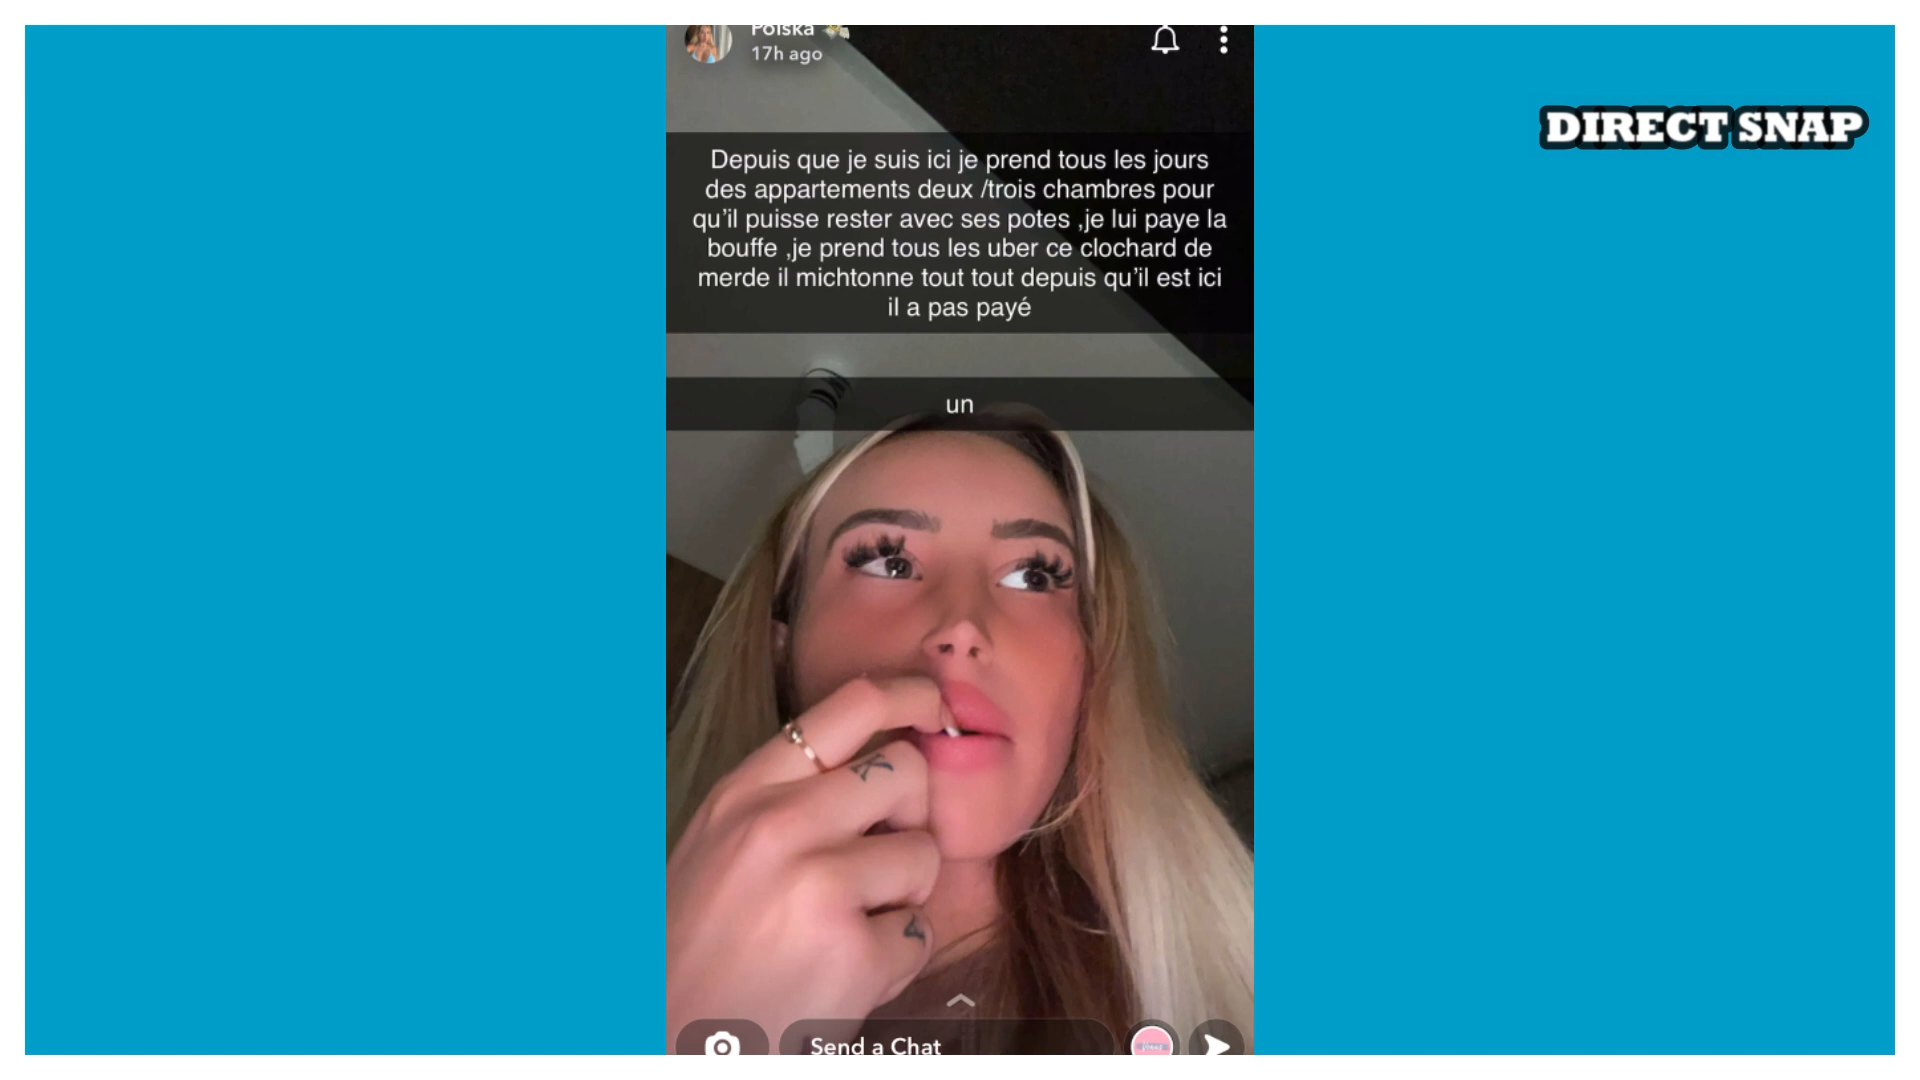 Polska
17h ago
DIRECT SNAP
Depuis que je suis ici je prend tous les jours
des appartements deux /trois chambres pour
qu'il puisse rester avec ses potes ,je lui paye la
bouffe ,je prend tous les uber ce clochard de
merde il michtonne tout tout depuis qu'il est ici
il a pas payé
un
Send a Chat